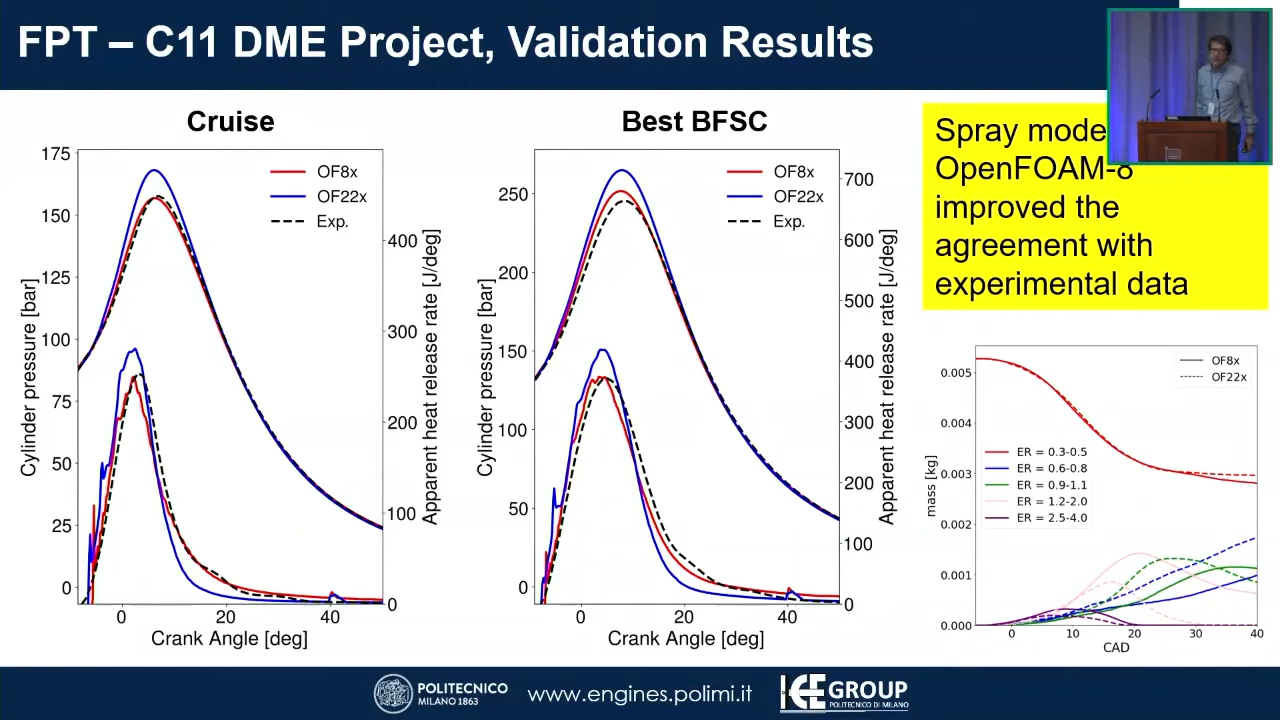 FPT – C11 DME Project, Validation Results
Cruise
175
150
125
100
75
50
25
0
Cylinder pressure [bar]
OF8x
OF22x
Exp.
400
300
200
100
0
Apparent heat release rate [J/deg]
0
20
40
Crank Angle [deg]
Best BFSC
250
200
150
100
50
0
Cylinder pressure [bar]
OF8x
OF22x
Exp.
700
600
500
400
300
200
100
0
Apparent heat release rate [J/deg]
0
20
40
Crank Angle [deg]
Spray mode
OpenFOAM-8
improved the
agreement with
experimental data
0.005
0.004
0.003
0.002
0.001
0.000
mass [kg]
OF8x
OF22x
ER = 0.3-0.5
ER = 0.6-0.8
ER = 0.9-1.1
ER = 1.2-2.0
ER = 2.5-4.0
0
10
20
30
40
CAD
POLITECNICO
MILANO 1863
www.engines.polimi.it
ICE GROUP
POLITECNICO DI MILANO